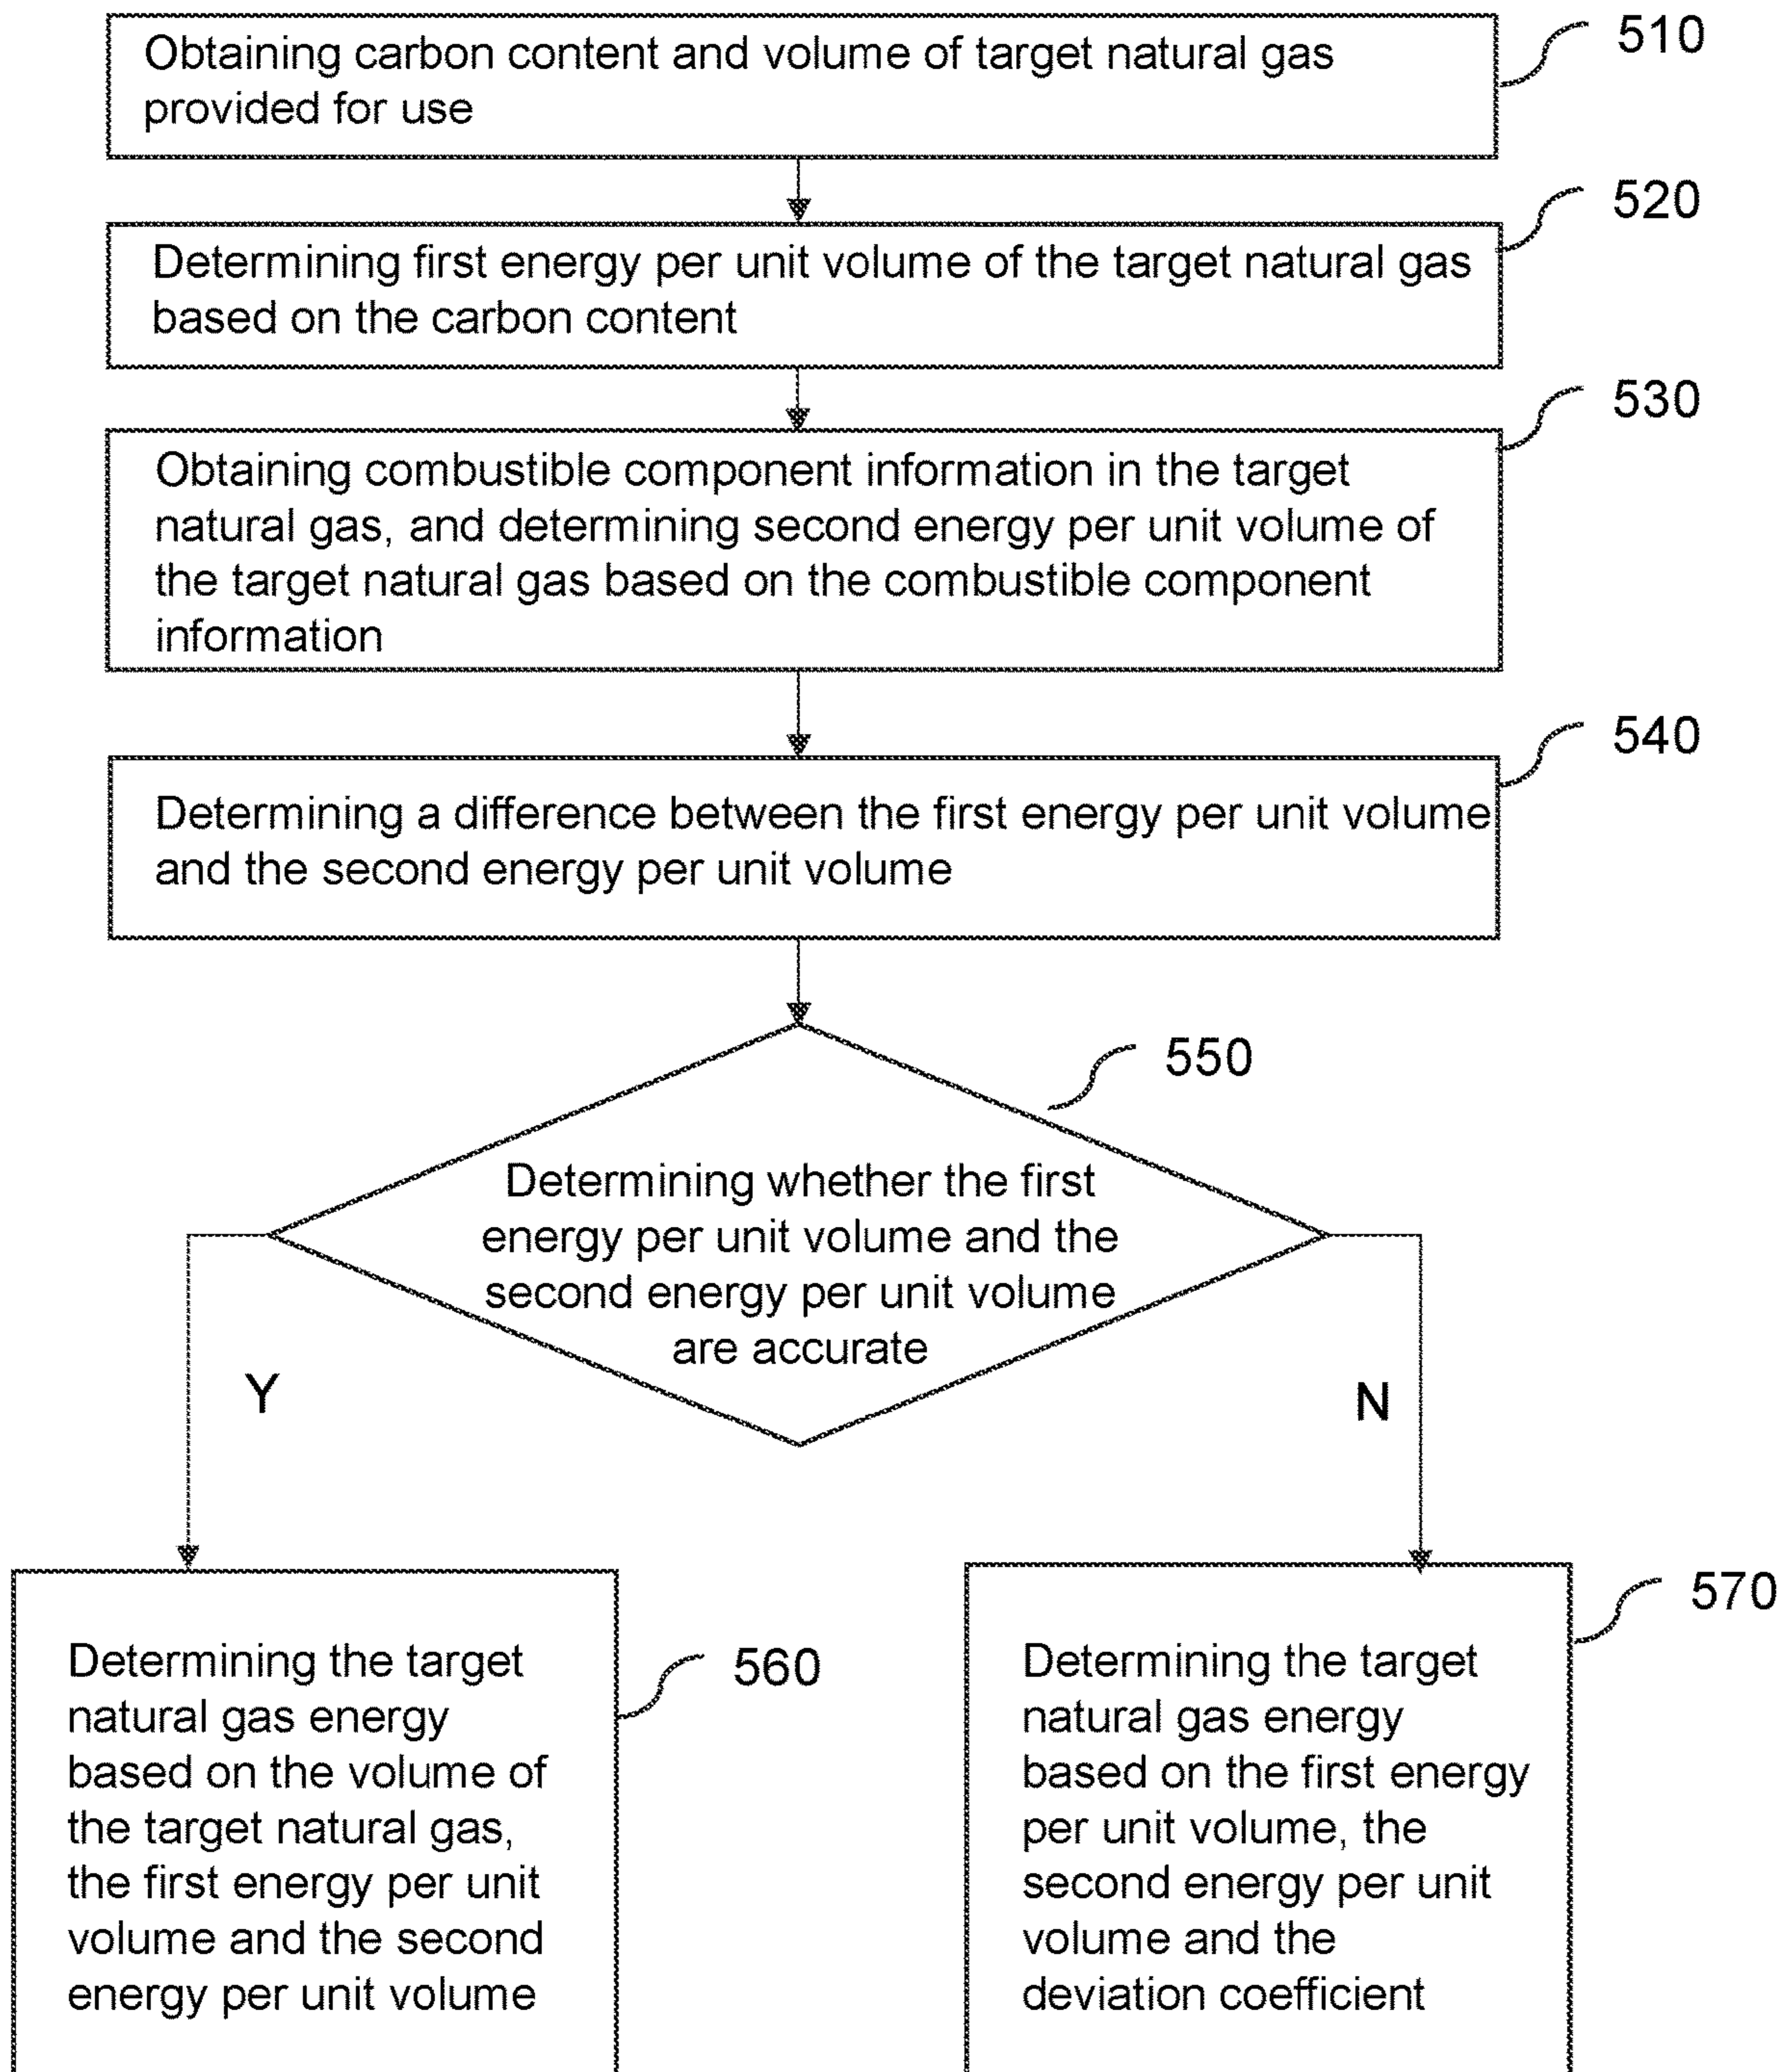 Obtaining carbon content and volume of target natural gas
provided for use
510
Determining first energy per unit volume of the target natural gas
based on the carbon content
520
Obtaining combustible component information in the target
natural gas, and determining second energy per unit volume of
the target natural gas based on the combustible component
information
530
Determining a difference between the first energy per unit volume
and the second energy per unit volume
540
Determining whether the first
energy per unit volume and the
second energy per unit volume
are accurate
550
Y
N
Determining the target
natural gas energy
based on the volume of
the target natural gas,
the first energy per unit
volume and the second
energy per unit volume
560
Determining the target
natural gas energy
based on the first energy
per unit volume, the
second energy per unit
volume and the
deviation coefficient
570